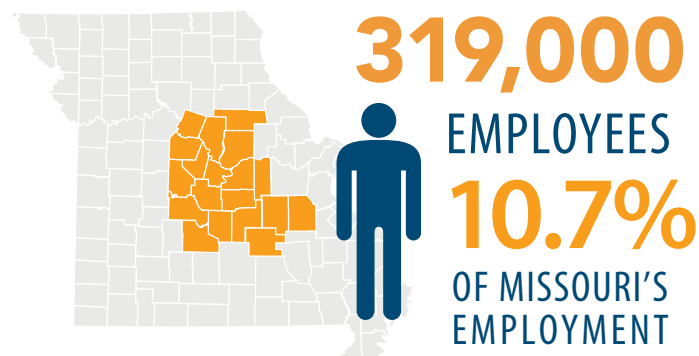 319,000
EMPLOYEES
10.7%
OF MISSOURI'S
EMPLOYMENT